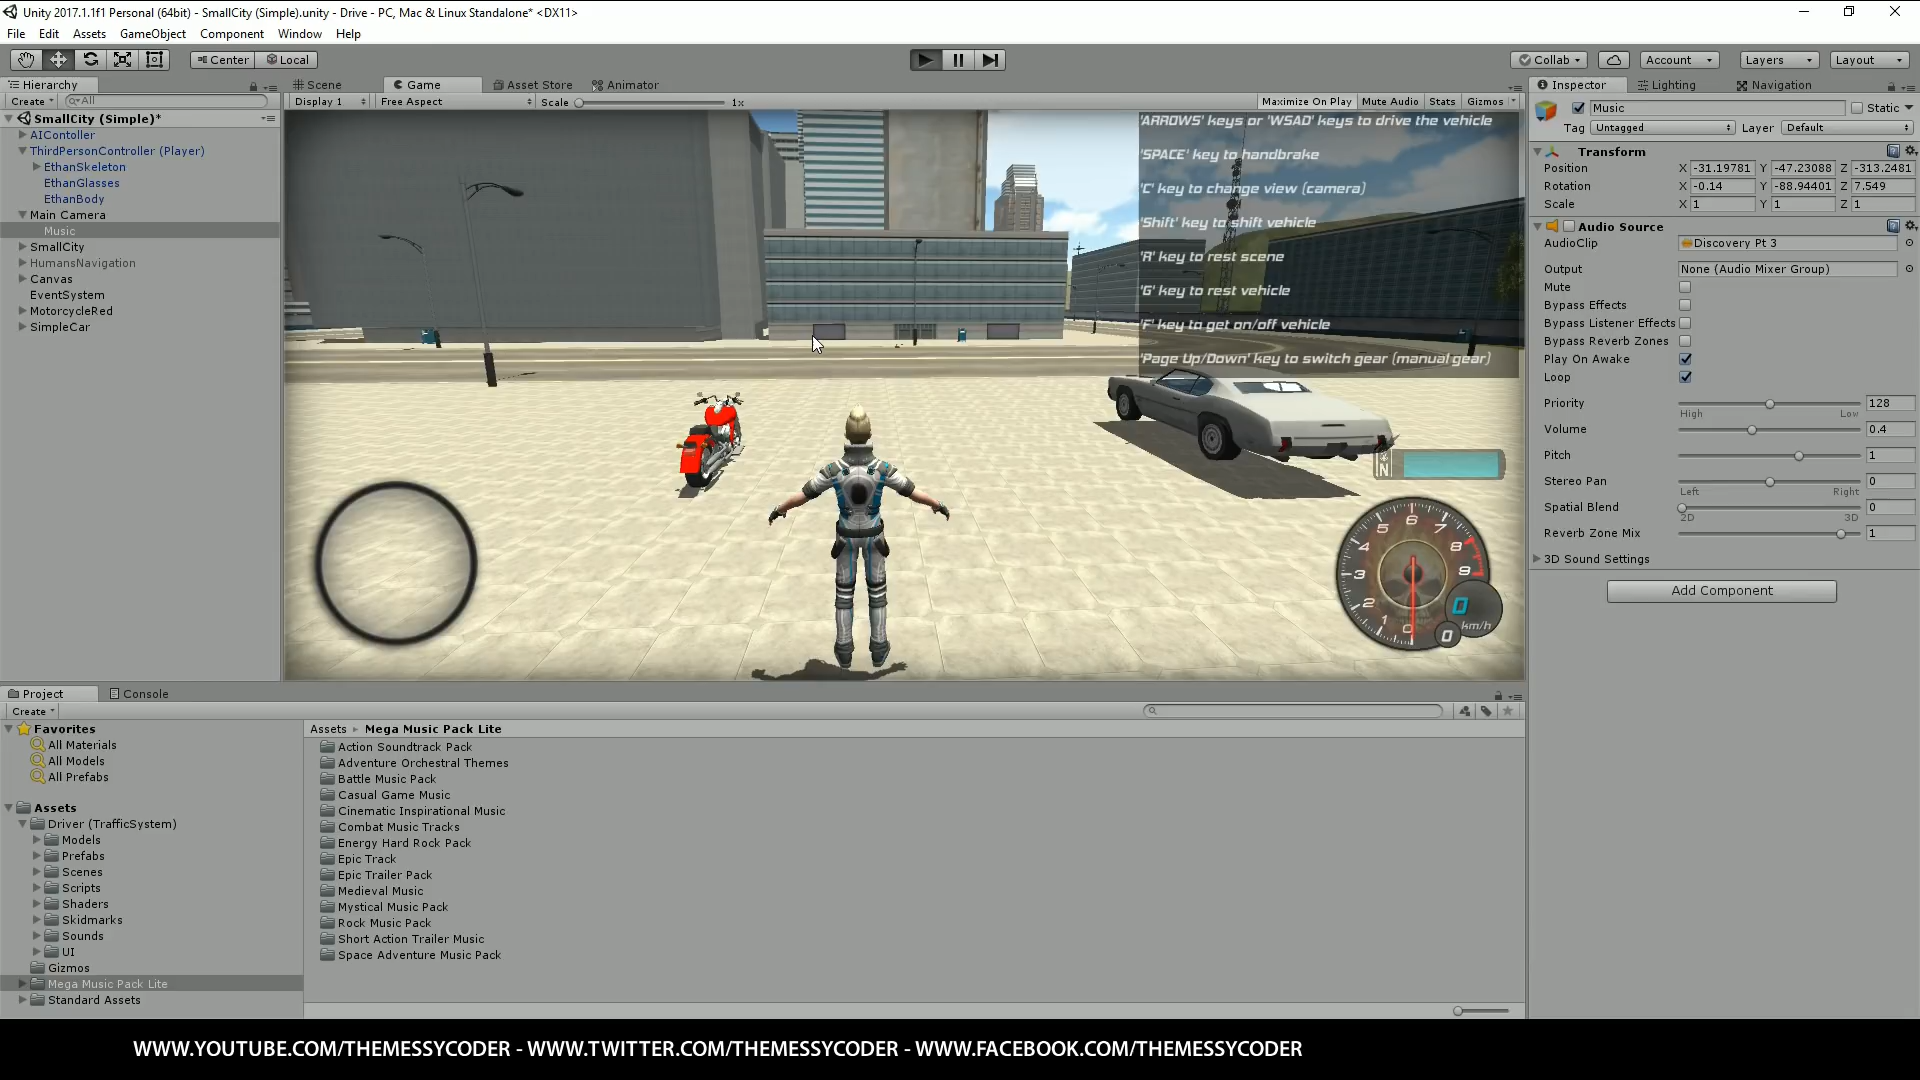 Unity 2017.1.1f1 Personal (64bit) - SmallCity (Simple).unity - Drive - PC, Mac & Linux Standalone* <DX11>
File Edit Assets GameObject Component Window Help
Center Local Collab Account Layers Layout
Hierarchy
Create All
SmallCity (Simple)*
AIContoller
ThirdPersonController (Player)
EthanSkeleton
EthanGlasses
EthanBody
Main Camera
Music
SmallCity
HumansNavigation
Canvas
EventSystem
MotorcycleRed
SimpleCar
Scene Game Asset Store Animator
Display 1 Free Aspect Scale 1x Maximize On Play Mute Audio Stats Gizmos
'ARROWS' keys or 'WSAD' keys to drive the vehicle
'SPACE' key to handbrake
'C' key to change view (camera)
'Shift' key to shift vehicle
'R' key to rest scene
'G' key to rest vehicle
'F' key to get on/off vehicle
'Page Up/Down' key to switch gear (manual gear)
N
0 1 2 3 4 5 6 7 8 9
0
km/h
0
Inspector Lighting Navigation
Music Static
Tag Untagged Layer Default
Transform
Position X -31.19781 Y -47.23088 Z -313.2481
Rotation X -0.14 Y -88.94401 Z 7.549
Scale X 1 Y 1 Z 1
Audio Source
AudioClip Discovery Pt 3
Output None (Audio Mixer Group)
Mute
Bypass Effects
Bypass Listener Effects
Bypass Reverb Zones
Play On Awake
Loop
Priority 128
High Low
Volume 0.4
Pitch 1
Stereo Pan 0
Left Right
Spatial Blend 0
2D 3D
Reverb Zone Mix 1
3D Sound Settings
Add Component
Project Console
Create
Favorites
All Materials
All Models
All Prefabs
Assets
Driver (TrafficSystem)
Models
Prefabs
Scenes
Scripts
Shaders
Skidmarks
Sounds
UI
Gizmos
Mega Music Pack Lite
Standard Assets
Assets Mega Music Pack Lite
Action Soundtrack Pack
Adventure Orchestral Themes
Battle Music Pack
Casual Game Music
Cinematic Inspirational Music
Combat Music Tracks
Energy Hard Rock Pack
Epic Track
Epic Trailer Pack
Medieval Music
Mystical Music Pack
Rock Music Pack
Short Action Trailer Music
Space Adventure Music Pack
WWW.YOUTUBE.COM/THEMESSYCODER - WWW.TWITTER.COM/THEMESSYCODER - WWW.FACEBOOK.COM/THEMESSYCODER